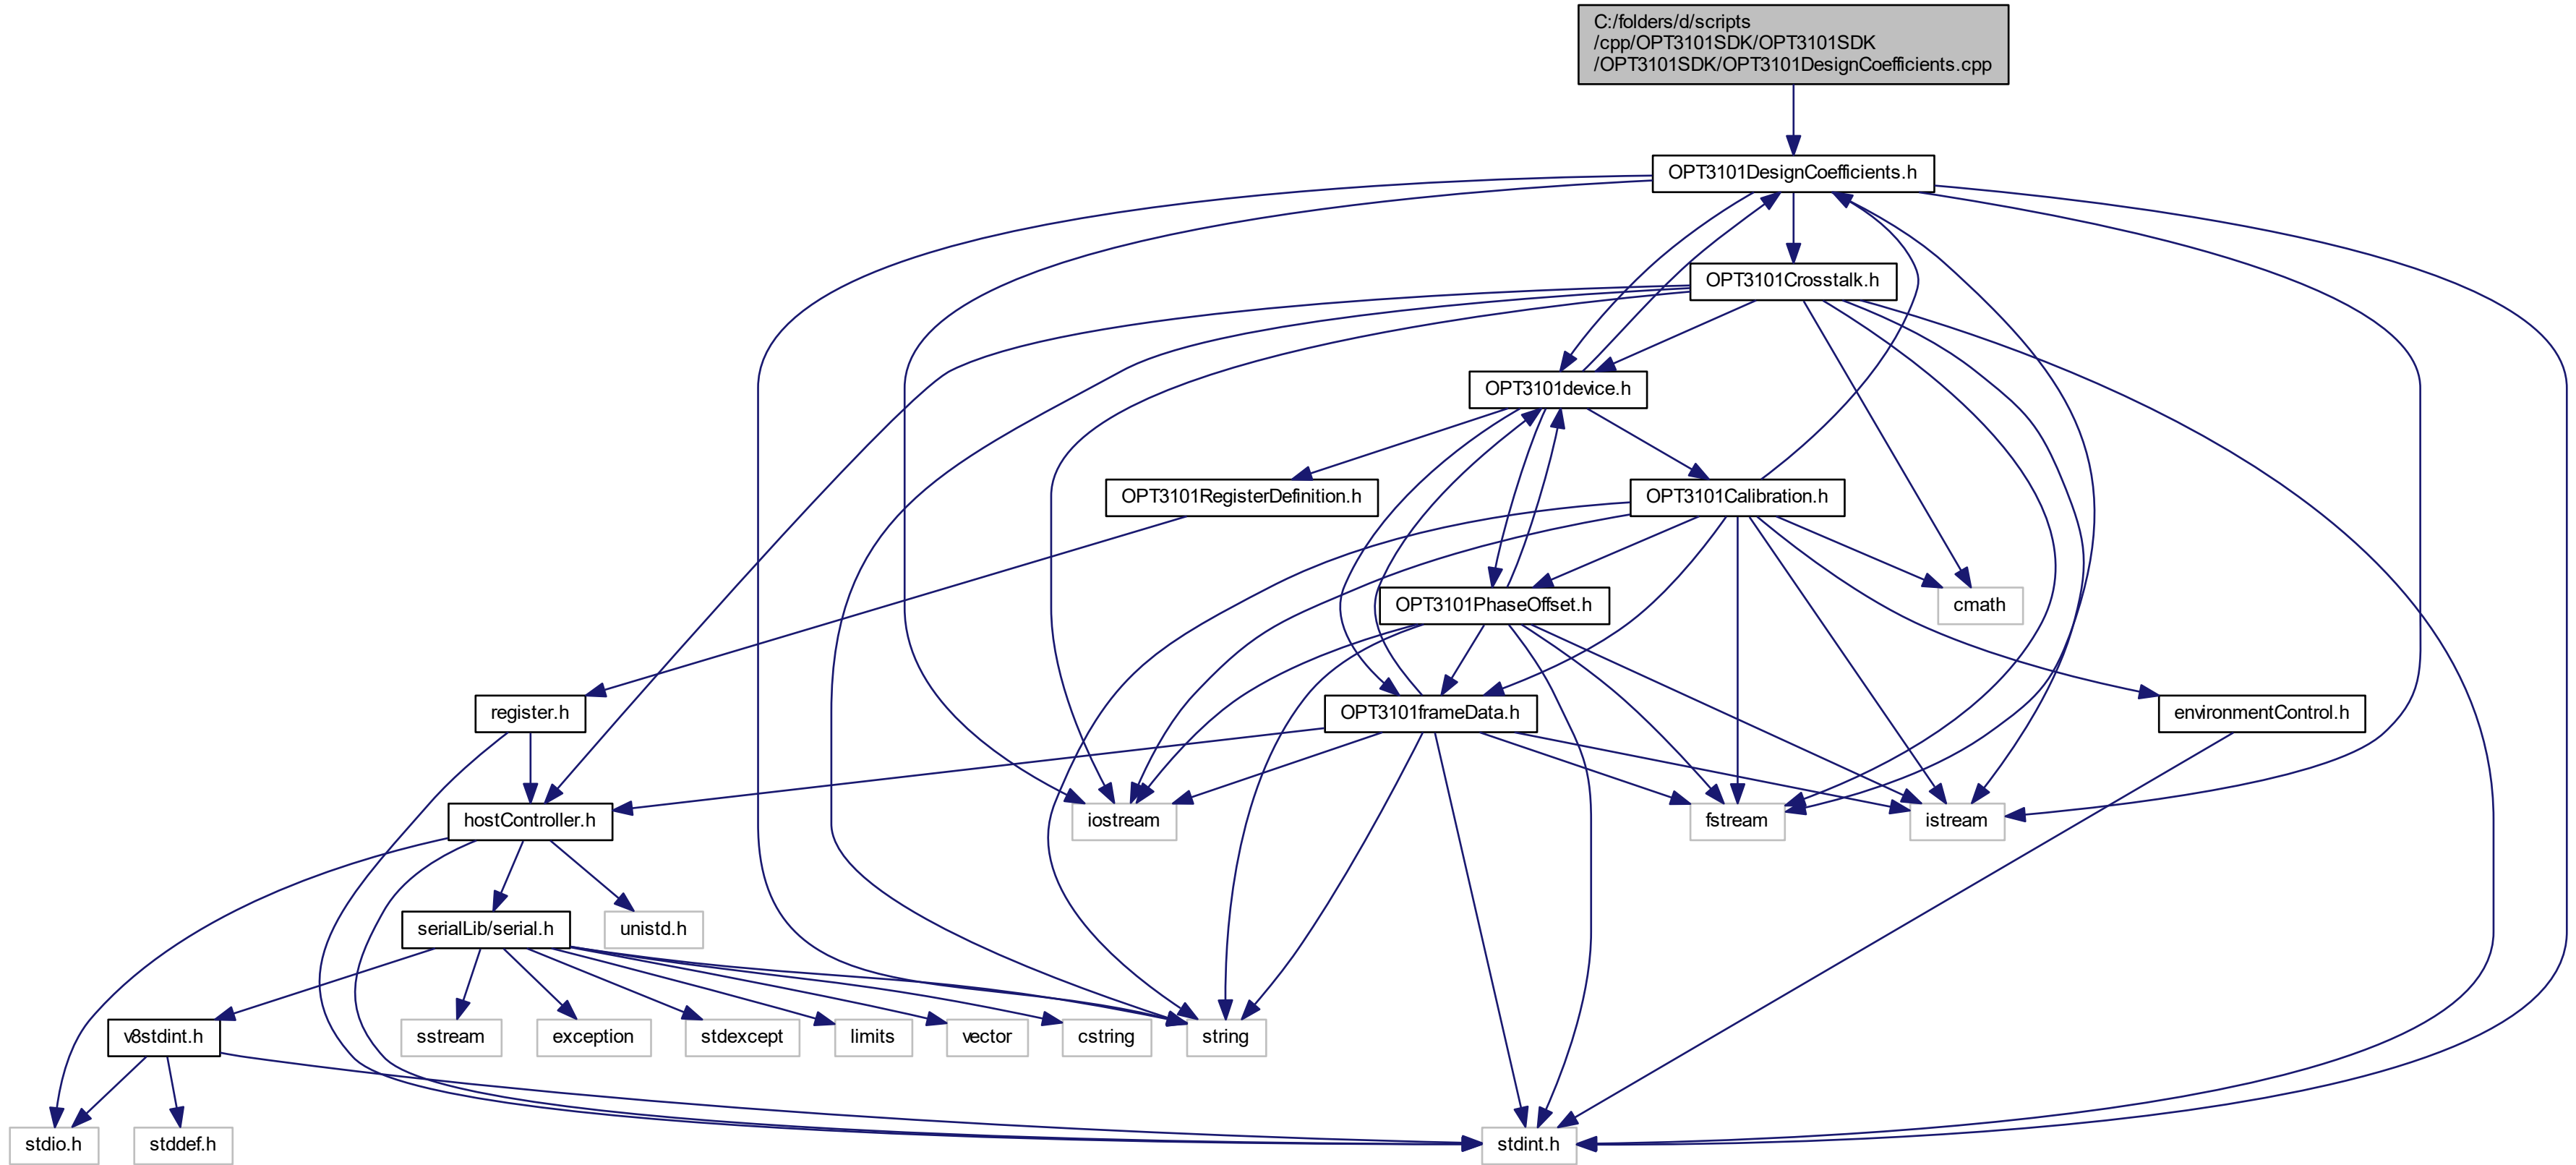 C:/folders/d/scripts
/cpp/OPT3101SDK/OPT3101SDK
/OPT3101SDK/OPT3101DesignCoefficients.cpp
OPT3101DesignCoefficients.h
OPT3101Crosstalk.h
OPT3101device.h
OPT3101RegisterDefinition.h
OPT3101Calibration.h
OPT3101PhaseOffset.h
cmath
register.h
OPT3101frameData.h
environmentControl.h
hostController.h
iostream
fstream
istream
serialLib/serial.h
unistd.h
v8stdint.h
sstream
exception
stdexcept
limits
vector
cstring
string
stdio.h
stddef.h
stdint.h